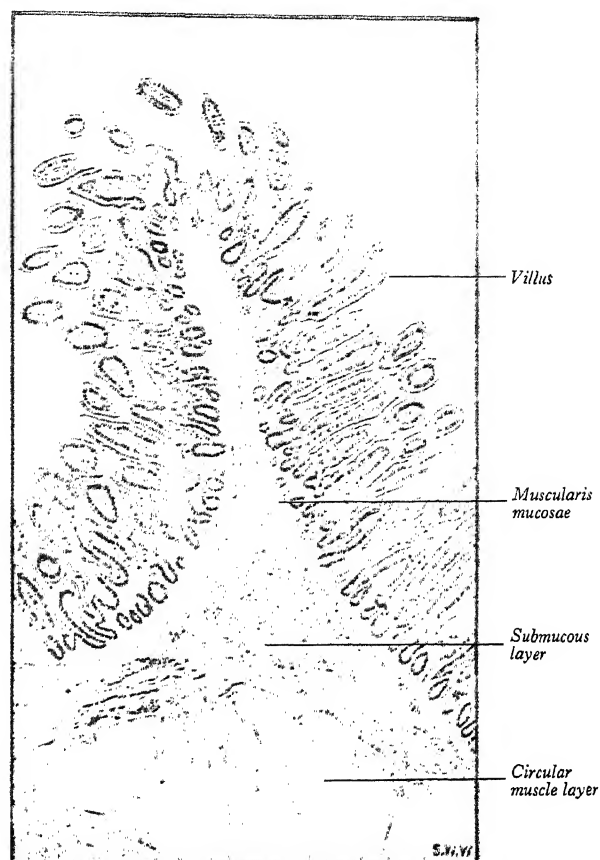 Villus
Muscularis
mucosae
Submucous
layer
Circular
muscle layer